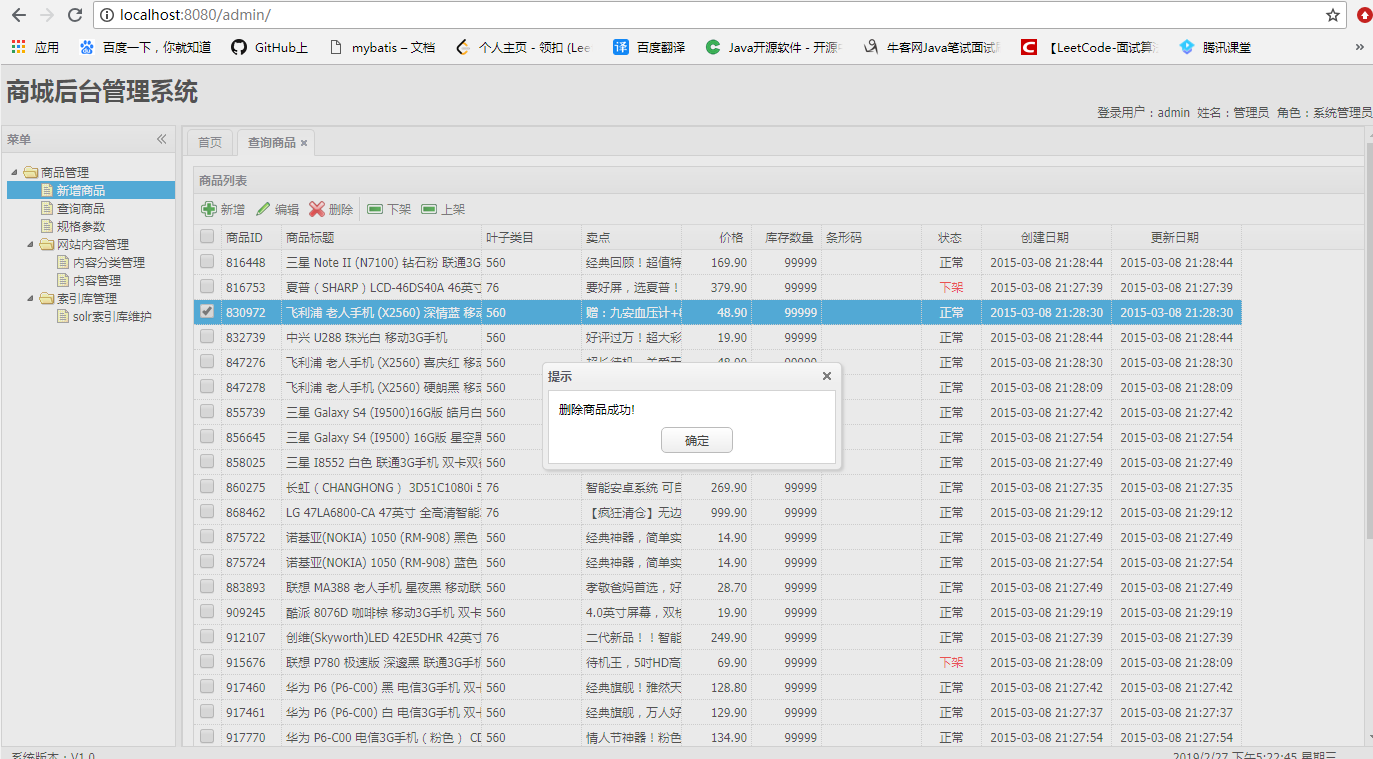 localhost:8080/admin/
应用 百度一下，你就知道 GitHub上 mybatis – 文档 个人主页 - 领扣 (Lee 百度翻译 Java开源软件 - 开源 牛客网Java笔试面试 【LeetCode-面试算 腾讯课堂 »
商城后台管理系统
登录用户：admin 姓名：管理员 角色：系统管理员
菜单
首页 查询商品
商品管理
新增商品
查询商品
规格参数
网站内容管理
内容分类管理
内容管理
索引库管理
solr索引库维护
商品列表
新增 编辑 删除 下架 上架
商品ID 商品标题 叶子类目 卖点 价格 库存数量 条形码 状态 创建日期 更新日期
816448 三星 Note II (N7100) 钻石粉 联通3G 560 经典回顾！超值特 169.90 99999 正常 2015-03-08 21:28:44 2015-03-08 21:28:44
816753 夏普（SHARP）LCD-46DS40A 46英寸 76 要好屏，选夏普！ 379.90 99999 下架 2015-03-08 21:27:39 2015-03-08 21:27:39
830972 飞利浦 老人手机 (X2560) 深情蓝 移动 560 赠：九安血压计+ 48.90 99999 正常 2015-03-08 21:28:30 2015-03-08 21:28:30
832739 中兴 U288 珠光白 移动3G手机 560 好评过万！超大彩 19.90 99999 正常 2015-03-08 21:28:30 2015-03-08 21:28:30
847276 飞利浦 老人手机 (X2560) 喜庆红 移动 560 48.90 99999 正常 2015-03-08 21:28:30 2015-03-08 21:28:30
847278 飞利浦 老人手机 (X2560) 硬朗黑 移动 560 正常 2015-03-08 21:28:09 2015-03-08 21:28:09
855739 三星 Galaxy S4 (I9500)16G版 皓月白 560 正常 2015-03-08 21:27:42 2015-03-08 21:27:42
856645 三星 Galaxy S4 (I9500) 16G版 星空黑 560 正常 2015-03-08 21:27:54 2015-03-08 21:27:54
858025 三星 I8552 白色 联通3G手机 双卡双 560 正常 2015-03-08 21:27:49 2015-03-08 21:27:49
860275 长虹（CHANGHONG） 3D51C1080i 5 76 智能安卓系统 可自 269.90 99999 正常 2015-03-08 21:27:35 2015-03-08 21:27:35
868462 LG 47LA6800-CA 47英寸 全高清智能 76 【疯狂清仓】无边 999.90 99999 正常 2015-03-08 21:29:12 2015-03-08 21:29:12
875722 诺基亚(NOKIA) 1050 (RM-908) 黑色 560 经典神器，简单实 14.90 99999 正常 2015-03-08 21:27:49 2015-03-08 21:27:49
875724 诺基亚(NOKIA) 1050 (RM-908) 蓝色 560 经典神器，简单实 14.90 99999 正常 2015-03-08 21:27:54 2015-03-08 21:27:54
883893 联想 MA388 老人手机 星夜黑 移动联 560 孝敬爸妈首选，好 28.70 99999 正常 2015-03-08 21:27:49 2015-03-08 21:27:49
909245 酷派 8076D 咖啡棕 移动3G手机 双卡 560 4.0英寸屏幕，双核 19.90 99999 正常 2015-03-08 21:29:19 2015-03-08 21:29:19
912107 创维(Skyworth)LED 42E5DHR 42英寸 76 二代新品！！智能 249.90 99999 正常 2015-03-08 21:27:39 2015-03-08 21:27:39
915676 联想 P780 极速版 深邃黑 联通3G手机 560 待机王，5吋HD高 69.90 99999 下架 2015-03-08 21:28:09 2015-03-08 21:28:09
917460 华为 P6 (P6-C00) 黑 电信3G手机 双卡 560 经典旗舰！雅然天 128.80 99999 正常 2015-03-08 21:27:42 2015-03-08 21:27:42
917461 华为 P6 (P6-C00) 白 电信3G手机 双卡 560 经典旗舰，万人好 129.90 99999 正常 2015-03-08 21:27:37 2015-03-08 21:27:37
917770 华为 P6-C00 电信3G手机（粉色） CD 560 情人节神器！粉色 134.90 99999 正常 2015-03-08 21:27:54 2015-03-08 21:27:54
提示
删除商品成功!
确定
系统版本：V1.0
2019/2/27 下午5:22:45 星期三